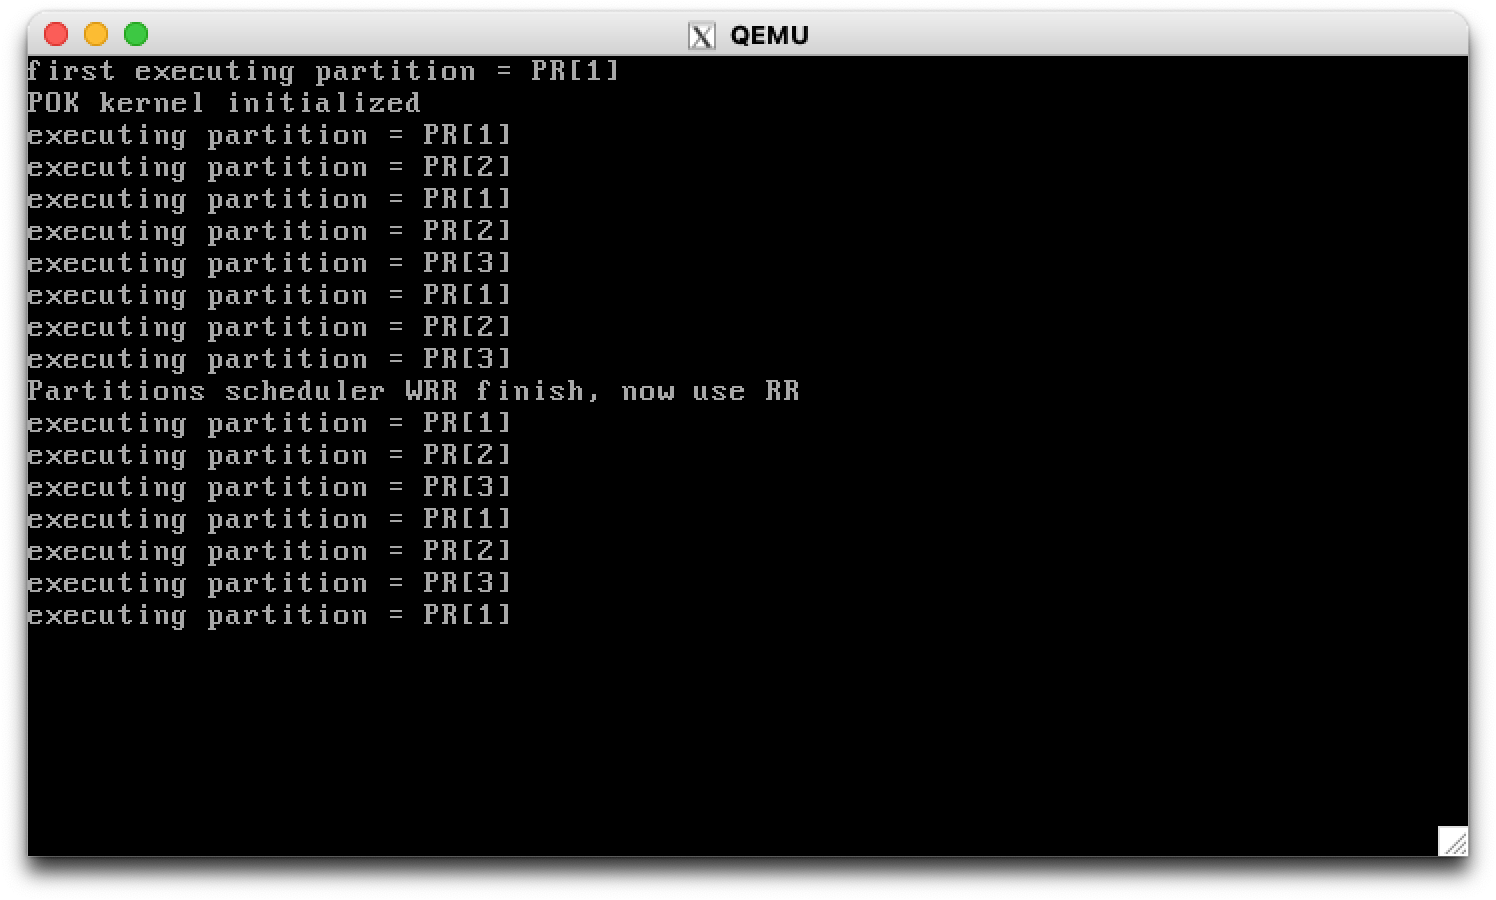 QEMU
first executing partition = PR[1]
POK kernel initialized
executing partition = PR[1]
executing partition = PR[2]
executing partition = PR[1]
executing partition = PR[2]
executing partition = PR[3]
executing partition = PR[1]
executing partition = PR[2]
executing partition = PR[3]
Partitions scheduler WRR finish, now use RR
executing partition = PR[1]
executing partition = PR[2]
executing partition = PR[3]
executing partition = PR[1]
executing partition = PR[2]
executing partition = PR[3]
executing partition = PR[1]